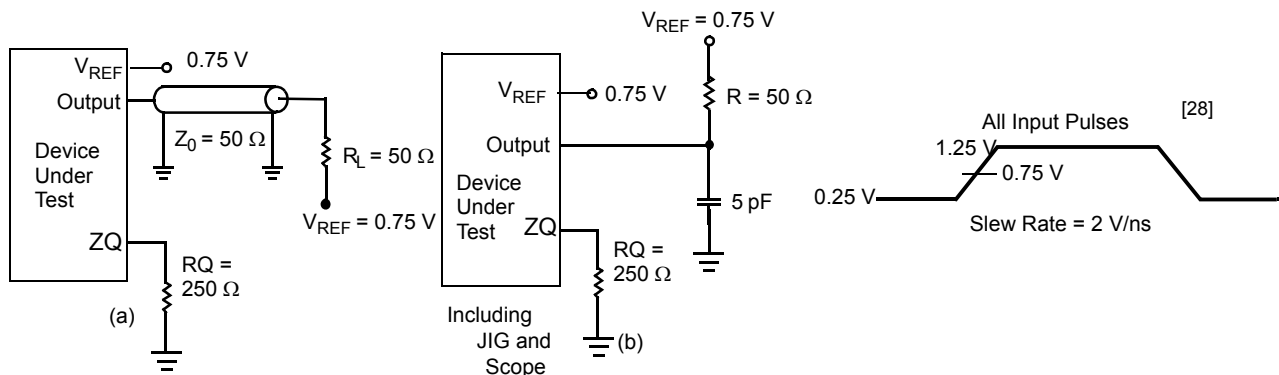 V_REF
0.75 V
Output
Z_0 = 50 Ω
Device
Under
Test
R_L = 50 Ω
V_REF = 0.75 V
ZQ
RQ =
250 Ω
(a)
V_REF = 0.75 V
V_REF
0.75 V
R = 50 Ω
Output
Device
Under
Test
5 pF
ZQ
RQ =
250 Ω
Including
JIG and
Scope
(b)
[28]
All Input Pulses
1.25 V
0.75 V
0.25 V
Slew Rate = 2 V/ns